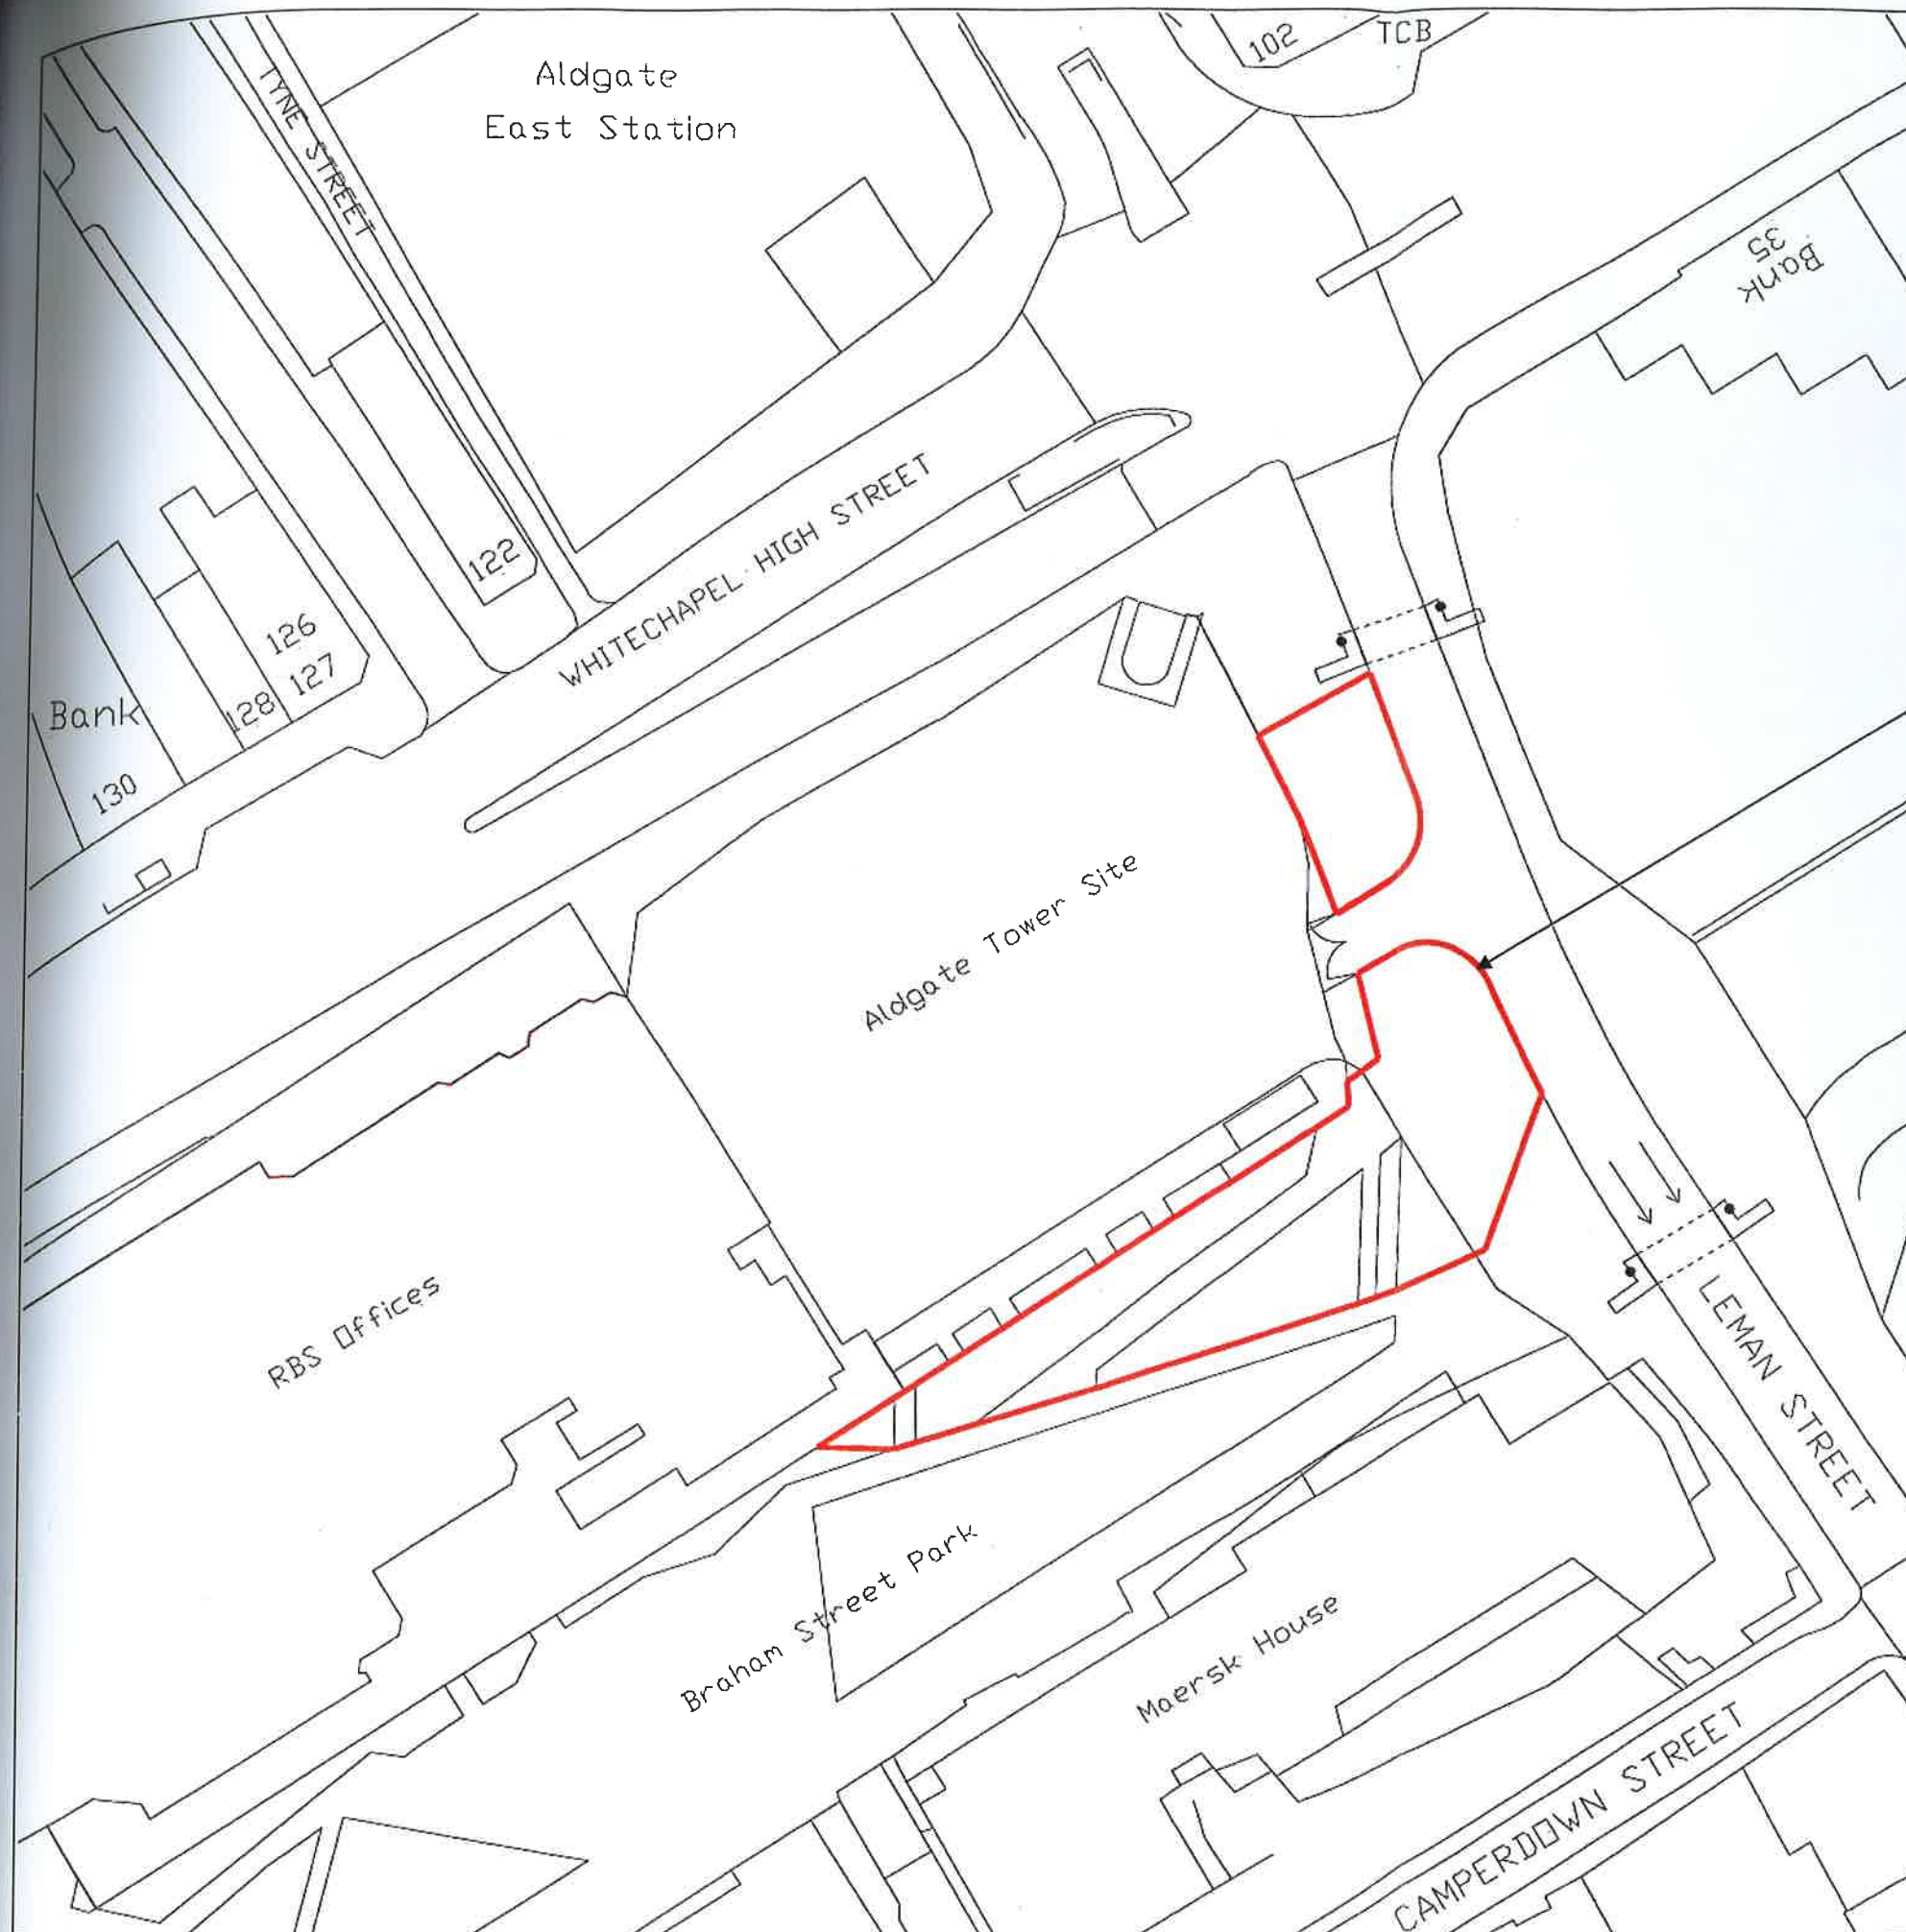 102
TCB
Aldgate
East Station
TYNE STREET
Bank
35
122
WHITECHAPEL HIGH STREET
126
127
128
Bank
130
Aldgate Tower Site
RBS Offices
LEMAN STREET
Braham Street Park
Maersk House
CAMPERDOWN STREET